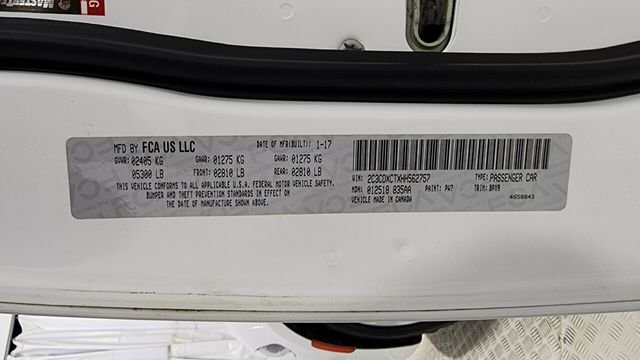 MFD BY FCA US LLC DATE OF MFR(BUILT): 1-17
GVWR: 02405 KG GAWR: 01275 KG GAWR: 01275 KG
05300 LB FRONT: 02810 LB REAR: 02810 LB
THIS VEHICLE CONFORMS TO ALL APPLICABLE U.S.A. FEDERAL MOTOR VEHICLE SAFETY,
BUMPER AND THEFT PREVENTION STANDARDS IN EFFECT
ON THE DATE OF MANUFACTURE SHOWN ABOVE.
VIN: 2C3CDXCTXHH562757 TYPE: PASSENGER CAR
MDH: 012510 835AA PAINT: PW7 TRIM: BPX9
VEHICLE MADE IN CANADA 4658843